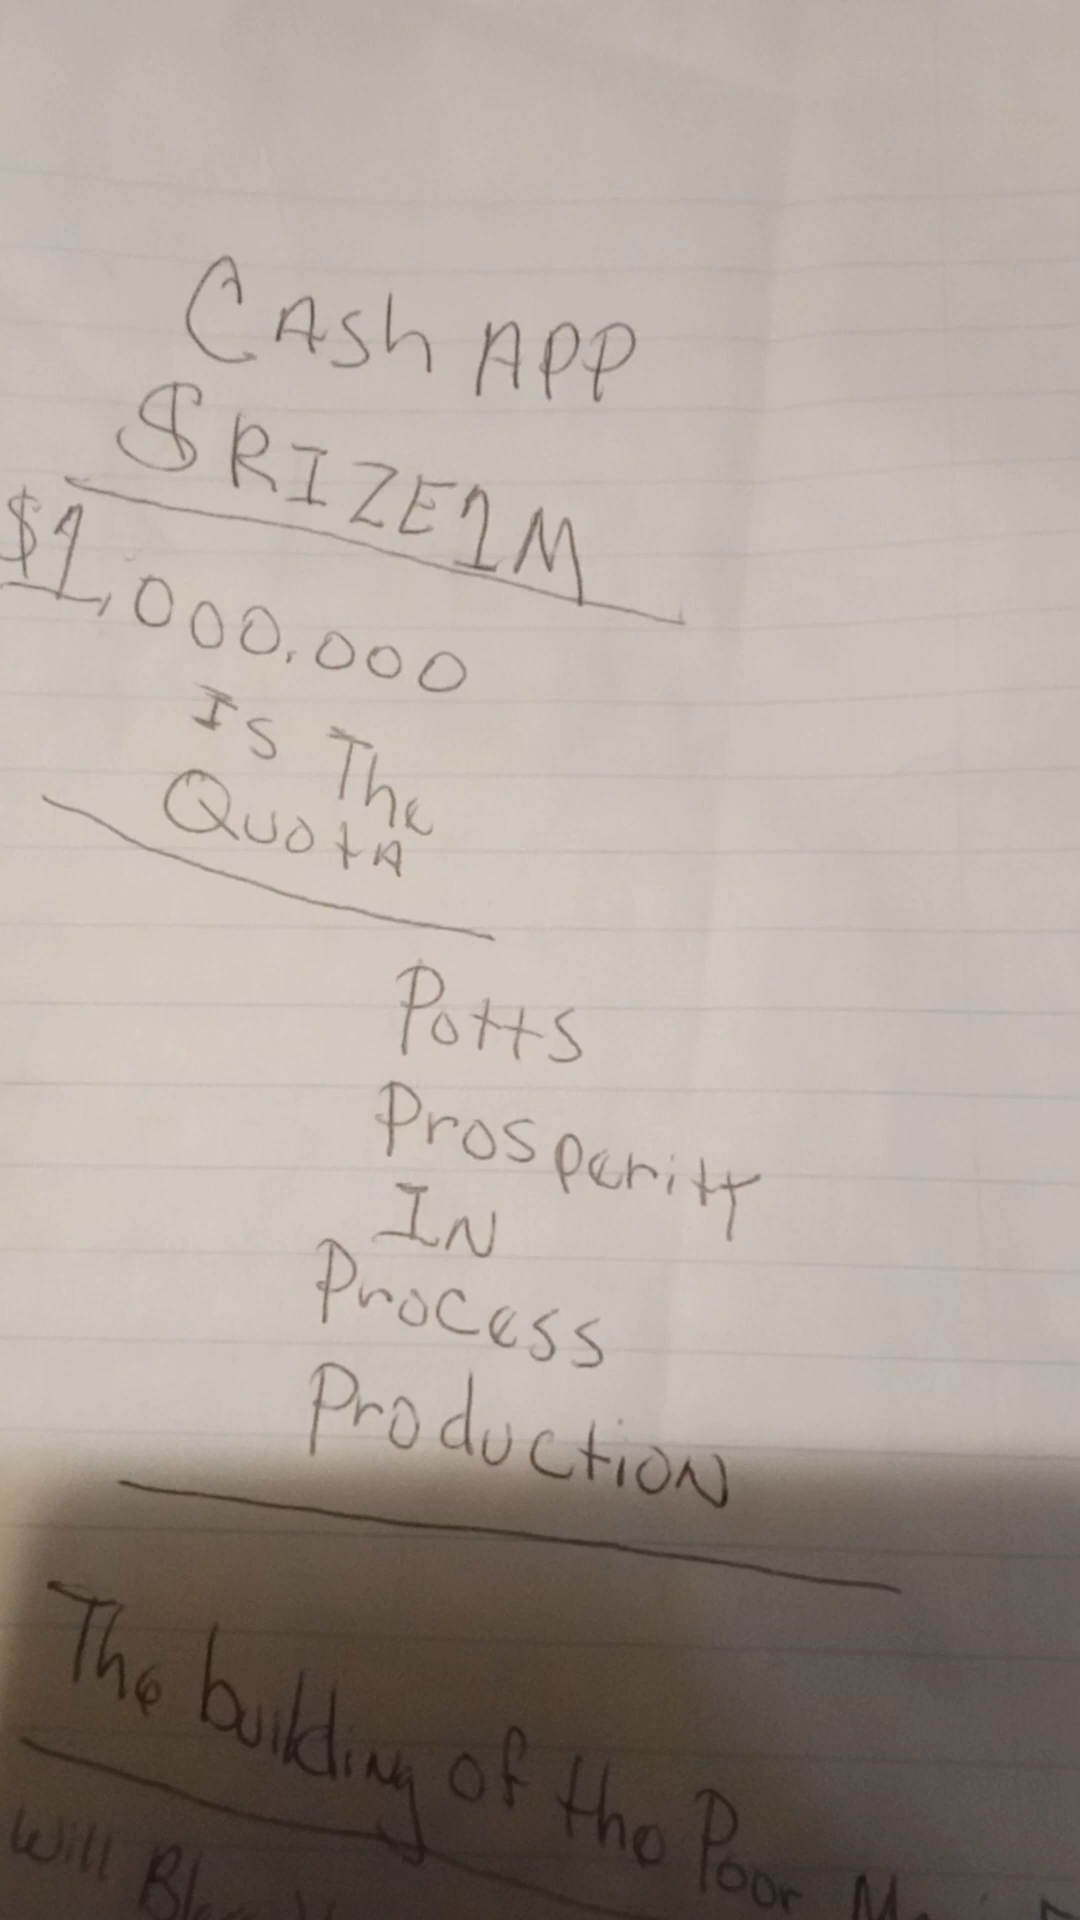 CAsh APP
$RIZE1M
$1,000,000
Is The
QuotA
Potts
Prosperity
IN
Process
ProductioN
The building of the Poor
Will